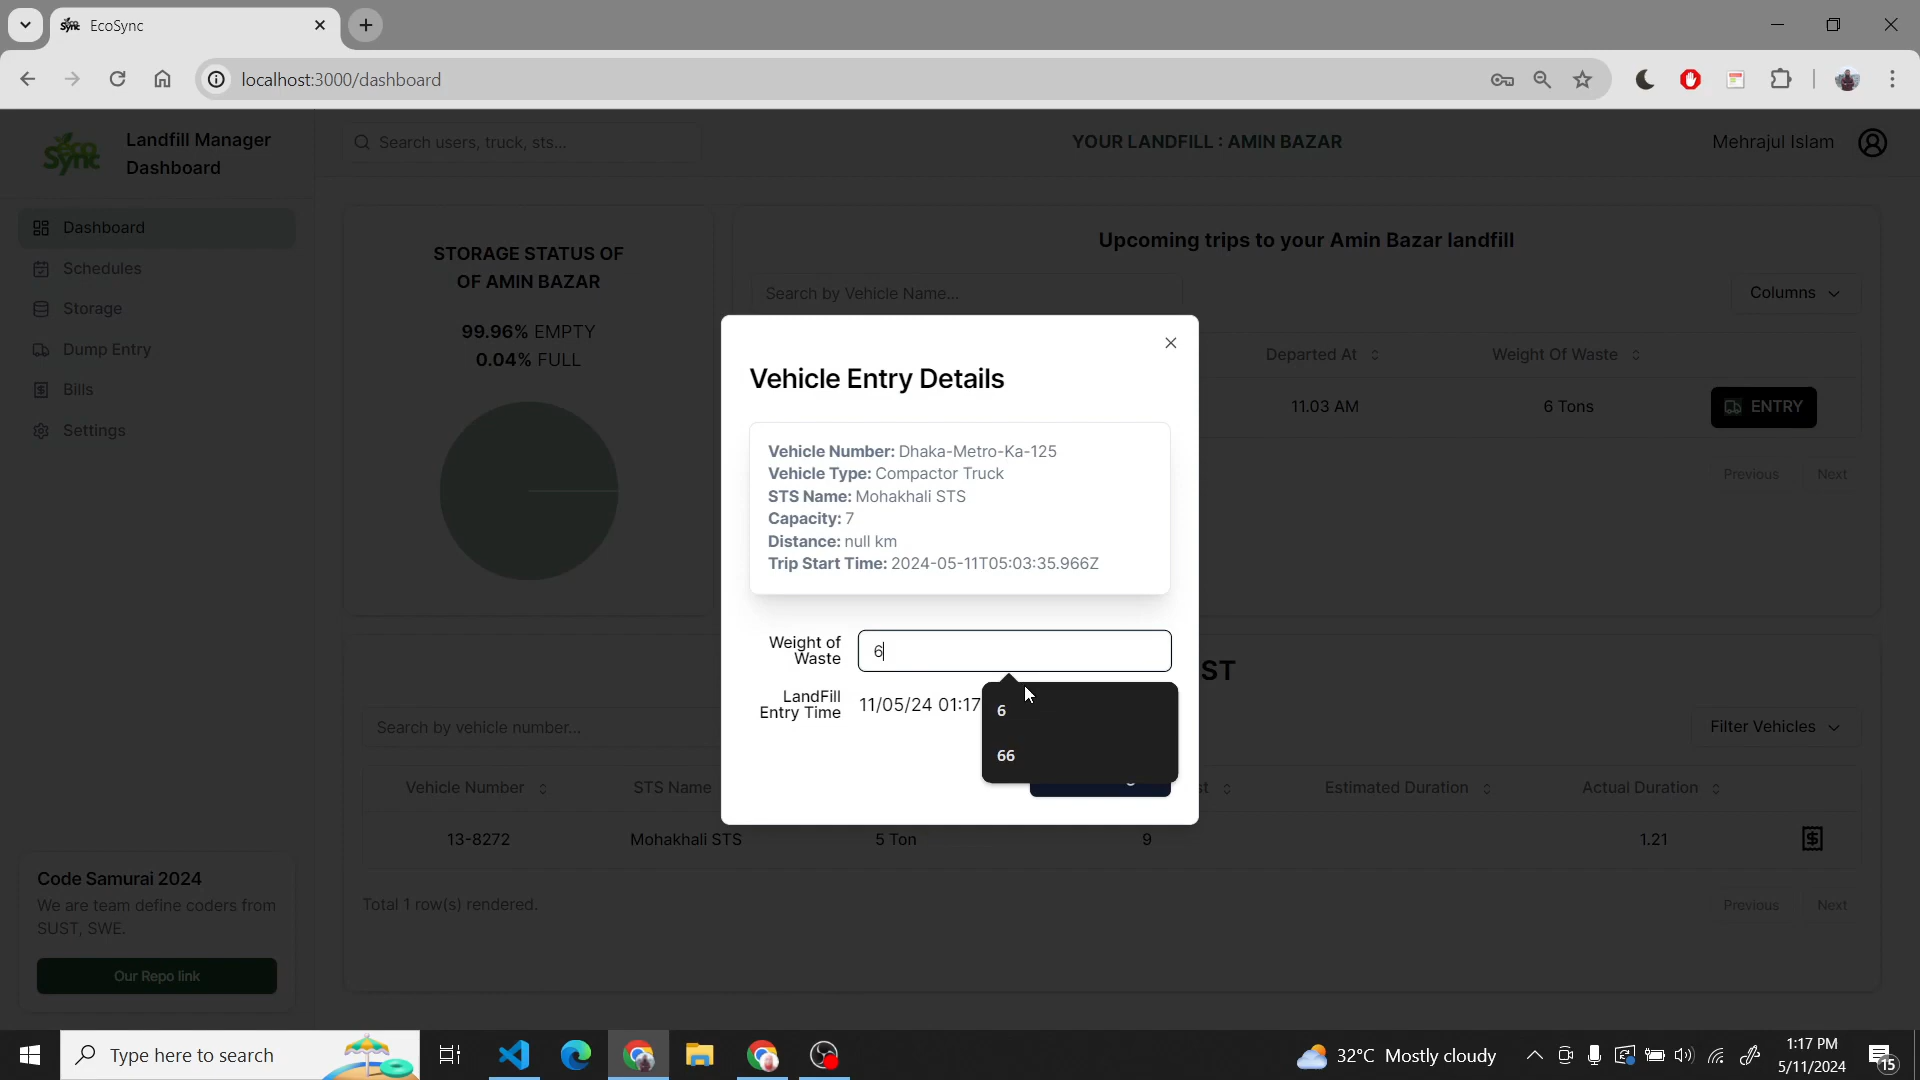 EcoSync
localhost:3000/dashboard
Eco
Sync
Landfill Manager
Dashboard
Search users, truck, sts...
YOUR LANDFILL : AMIN BAZAR
Mehrajul Islam
Dashboard
Schedules
Storage
Dump Entry
Bills
Settings
STORAGE STATUS OF
OF AMIN BAZAR
99.96% EMPTY
0.04% FULL
Upcoming trips to your Amin Bazar landfill
Search by Vehicle Name...
Columns
Departed At
Weight Of Waste
11.03 AM
6 Tons
ENTRY
Previous
Next
Vehicle Entry Details
Vehicle Number: Dhaka-Metro-Ka-125
Vehicle Type: Compactor Truck
STS Name: Mohakhali STS
Capacity: 7
Distance: null km
Trip Start Time: 2024-05-11T05:03:35.966Z
Weight of
Waste
6
LandFill
Entry Time
11/05/24 01:17
6
66
ST
Search by vehicle number...
Filter Vehicles
Vehicle Number
STS Name
st
Estimated Duration
Actual Duration
13-8272
Mohakhali STS
5 Ton
9
1.21
Total 1 row(s) rendered.
Previous
Next
Code Samurai 2024
We are team define coders from
SUST, SWE.
Our Repo link
Type here to search
32°C Mostly cloudy
1:17 PM
5/11/2024
15